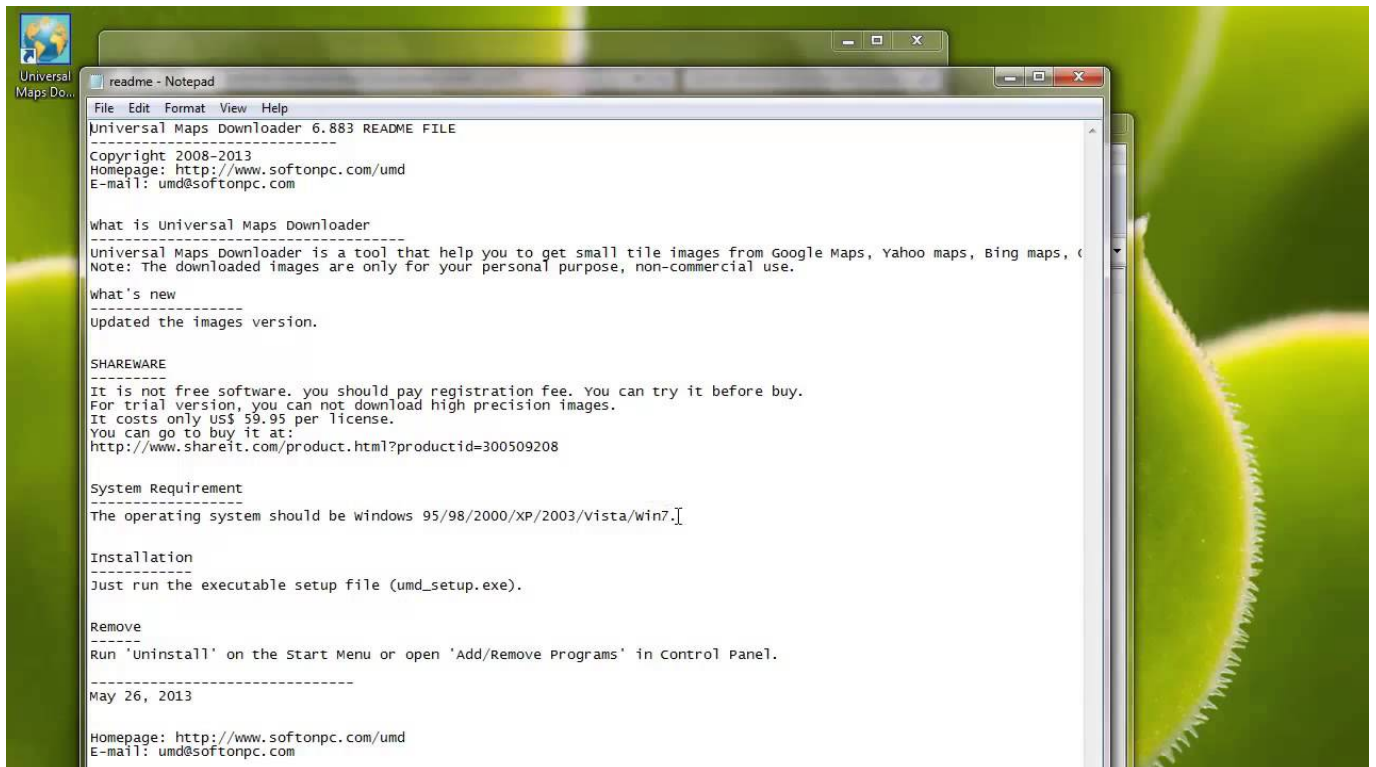 Universal
Maps Do...
readme - Notepad
File Edit Format View Help
Universal Maps Downloader 6.883 README FILE
-----------------------------
Copyright 2008-2013
Homepage: http://www.softonpc.com/umd
E-mail: umd@softonpc.com
What is Universal Maps Downloader
-------------------------------------
Universal Maps Downloader is a tool that help you to get small tile images from Google Maps, Yahoo maps, Bing maps,
Note: The downloaded images are only for your personal purpose, non-commercial use.
What's new
------------------
Updated the images version.
SHAREWARE
---------
It is not free software. you should pay registration fee. You can try it before buy.
For trial version, you can not download high precision images.
It costs only US$ 59.95 per license.
You can go to buy it at:
http://www.shareit.com/product.html?productid=300509208
System Requirement
------------------
The operating system should be Windows 95/98/2000/XP/2003/Vista/Win7.
Installation
------------
Just run the executable setup file (umd_setup.exe).
Remove
------
Run 'Uninstall' on the Start Menu or open 'Add/Remove Programs' in Control Panel.
-------------------------------
May 26, 2013
Homepage: http://www.softonpc.com/umd
E-mail: umd@softonpc.com